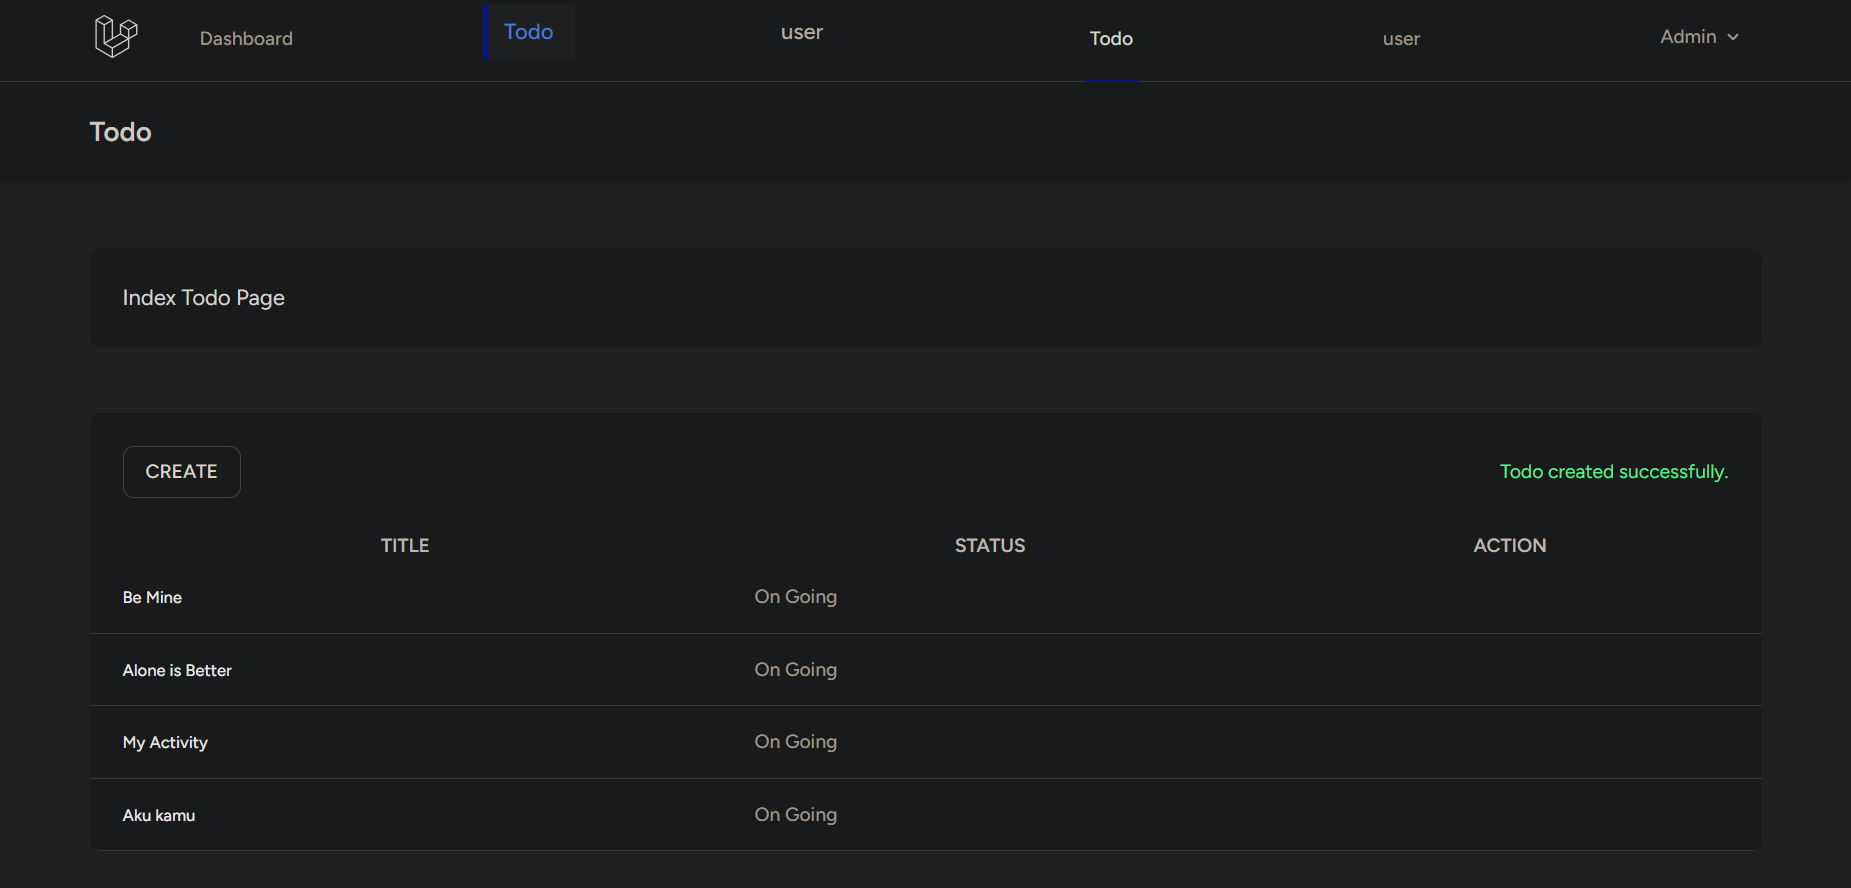 Dashboard
Todo
user
Todo
user
Admin
Todo
Index Todo Page
CREATE
Todo created successfully.
TITLE STATUS ACTION
Be Mine On Going
Alone is Better On Going
My Activity On Going
Aku kamu On Going